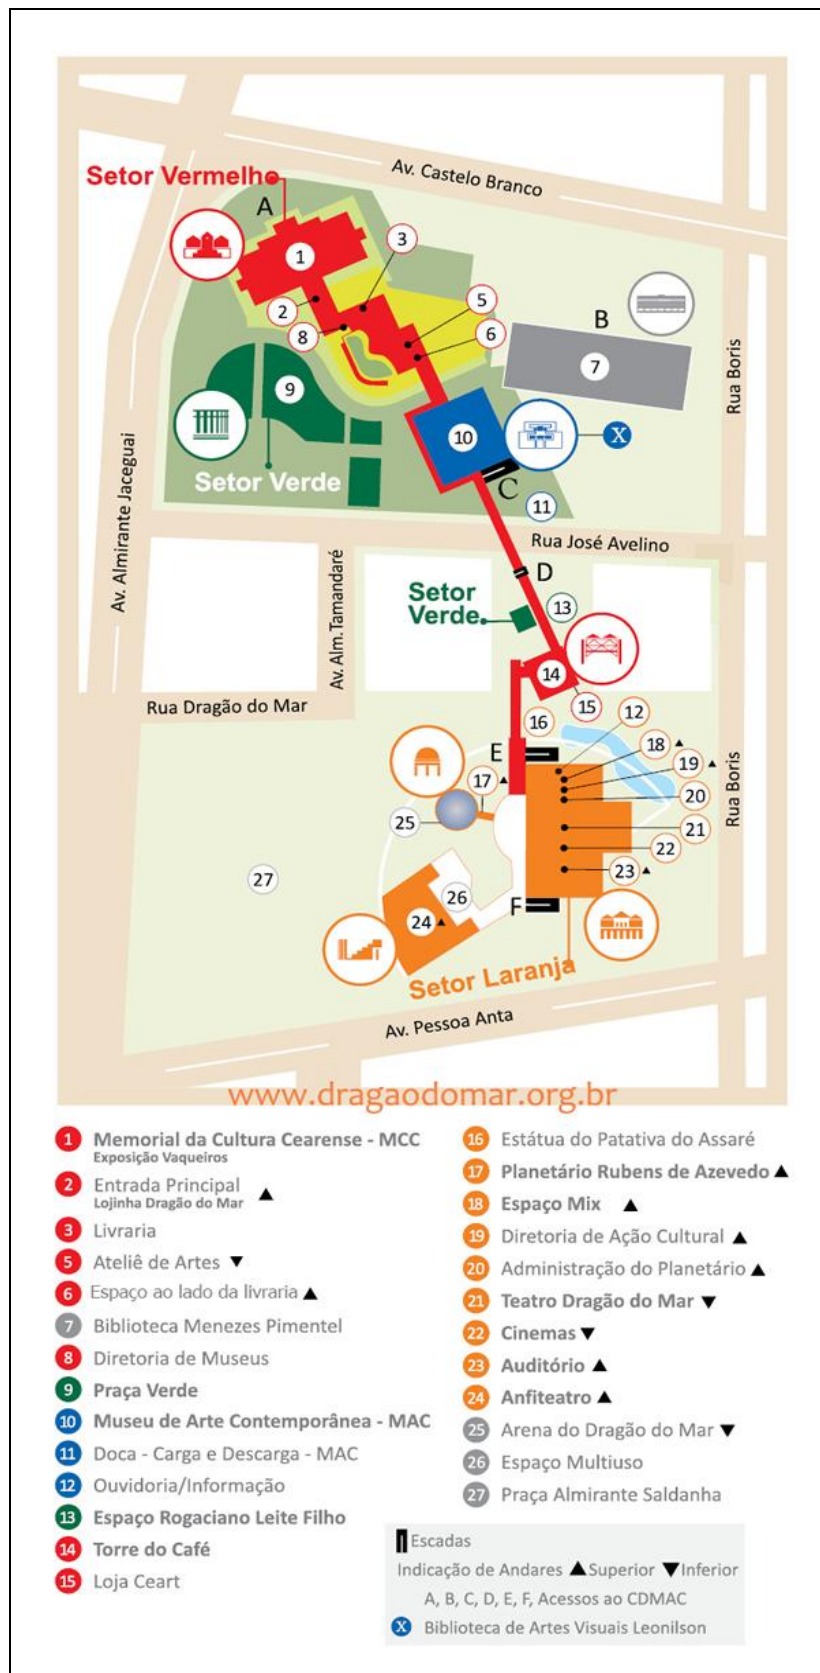 Av. Castelo Branco
Setor Vermelho
A
1
3
2
5
8
6
B
7
Rua Boris
9
10
X
Setor Verde
C
11
Av. Almirante Jaceguai
Rua José Avelino
Av. Alm.Tamandaré
D
Setor
Verde
13
14
Rua Dragão do Mar
15
16
12
18▲
E
17▲
19▲
20
Rua Boris
25
21
22
27
26
23▲
24▲
F
Setor Laranja
Av. Pessoa Anta
www.dragaodomar.org.br
1 Memorial da Cultura Cearense - MCC
Exposição Vaqueiros
2 Entrada Principal
Lojinha Dragão do Mar ▲
3 Livraria
5 Ateliê de Artes ▼
6 Espaço ao lado da livraria ▲
7 Biblioteca Menezes Pimentel
8 Diretoria de Museus
9 Praça Verde
10 Museu de Arte Contemporânea - MAC
11 Doca - Carga e Descarga - MAC
12 Ouvidoria/Informação
13 Espaço Rogaciano Leite Filho
14 Torre do Café
15 Loja Ceart
16 Estátua do Patativa do Assaré
17 Planetário Rubens de Azevedo ▲
18 Espaço Mix ▲
19 Diretoria de Ação Cultural ▲
20 Administração do Planetário ▲
21 Teatro Dragão do Mar ▼
22 Cinemas ▼
23 Auditório ▲
24 Anfiteatro ▲
25 Arena do Dragão do Mar ▼
26 Espaço Multiuso
27 Praça Almirante Saldanha
Escadas
Indicação de Andares ▲Superior ▼Inferior
A, B, C, D, E, F, Acessos ao CDMAC
X Biblioteca de Artes Visuais Leonilson